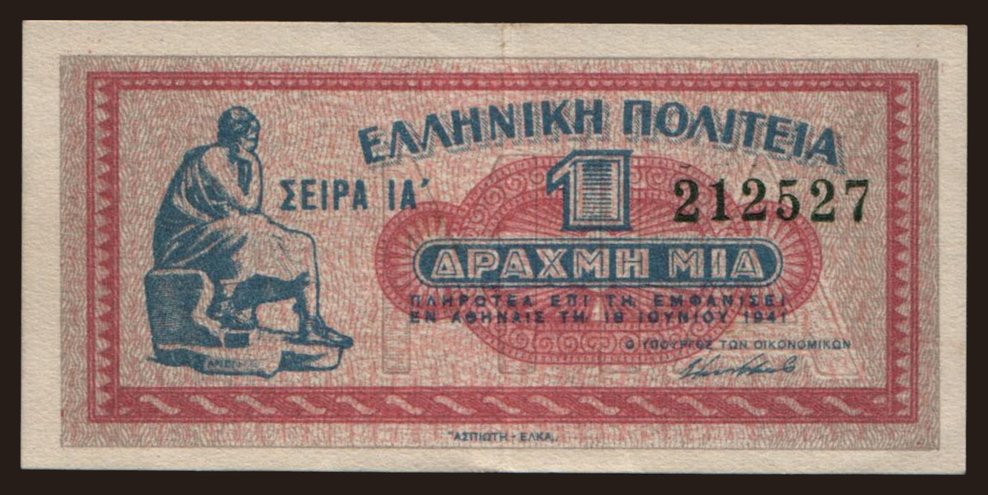 ΕΛΛΗΝΙΚΗ ΠΟΛΙΤΕΙΑ
ΣΕΙΡΑ ΙΑ΄
1
212527
ΔΡΑΧΜΗ ΜΙΑ
ΠΛΗΡΩΤΕΑ ΕΠΙ ΤΗ ΕΜΦΑΝΙΣΕΙ
ΕΝ ΑΘΗΝΑΙΣ ΤΗ 18 ΙΟΥΝΙΟΥ 1941
Ο ΥΠΟΥΡΓΟΣ ΤΩΝ ΟΙΚΟΝΟΜΙΚΩΝ
"ΑΣΠΙΩΤΗ - ΕΛΚΑ„